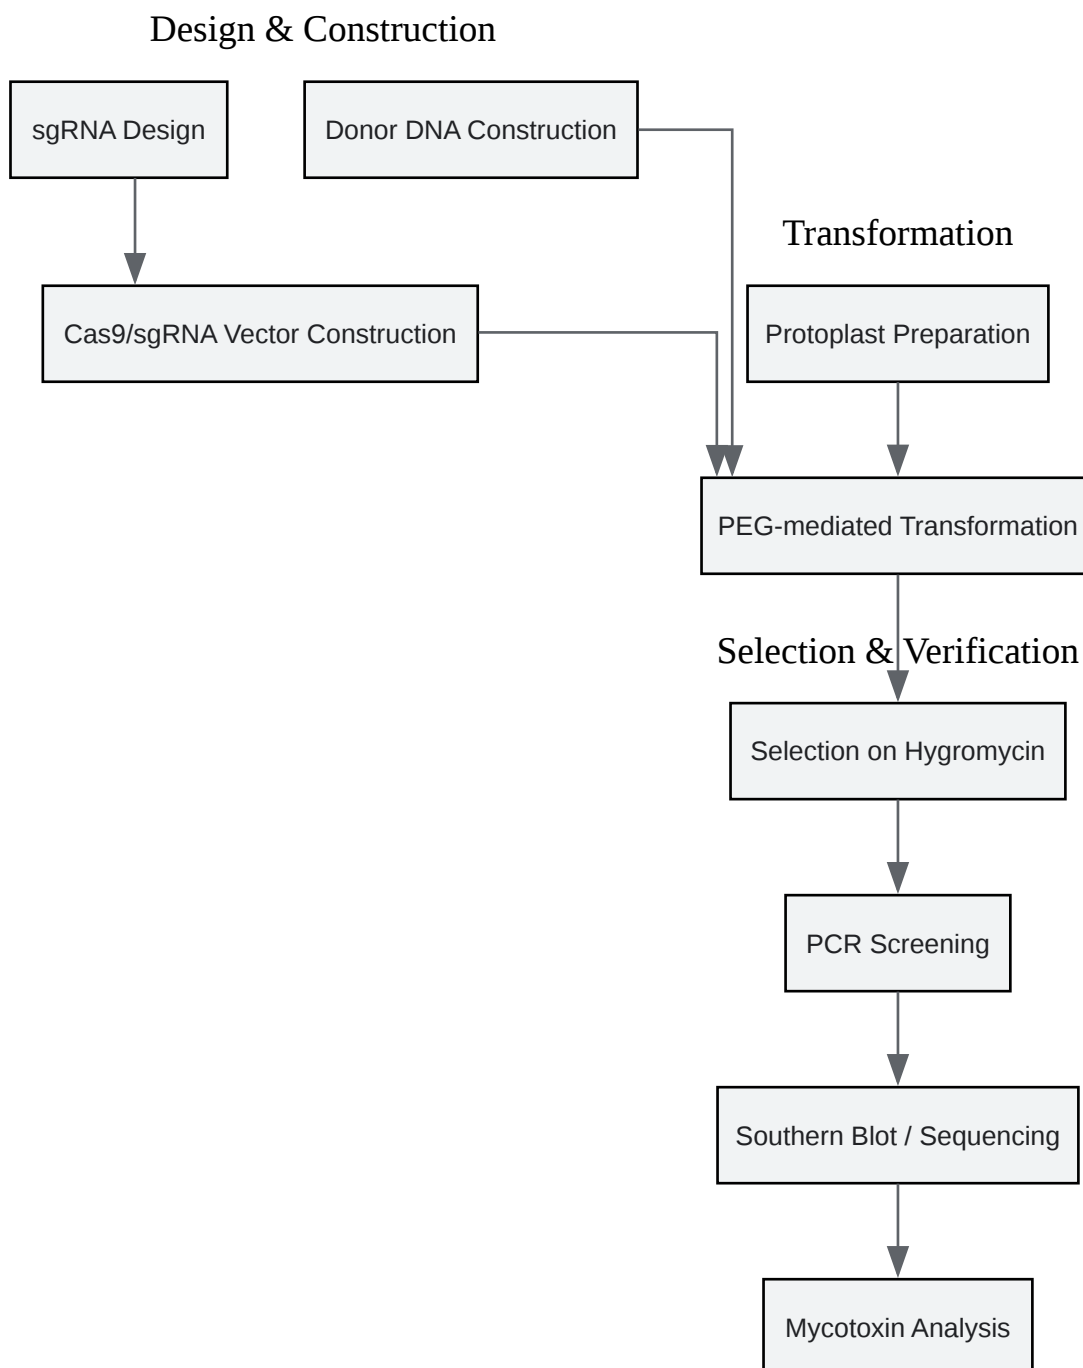 Design & Construction
sgRNA Design
Donor DNA Construction
Transformation
Cas9/sgRNA Vector Construction
Protoplast Preparation
PEG-mediated Transformation
Selection & Verification
Selection on Hygromycin
PCR Screening
Southern Blot / Sequencing
Mycotoxin Analysis